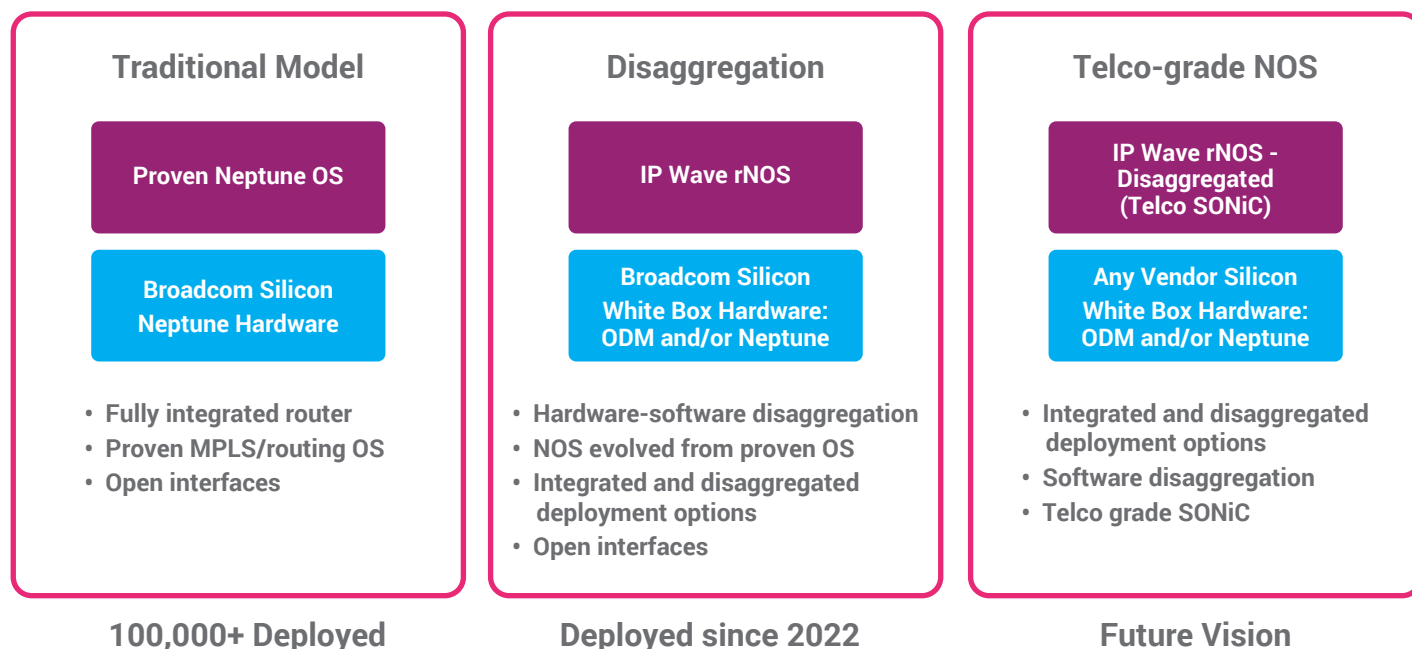 Traditional Model
Proven Neptune OS
Broadcom Silicon
Neptune Hardware
• Fully integrated router
• Proven MPLS/routing OS
• Open interfaces
100,000+ Deployed
Disaggregation
IP Wave rNOS
Broadcom Silicon
White Box Hardware:
ODM and/or Neptune
• Hardware-software disaggregation
• NOS evolved from proven OS
• Integrated and disaggregated
deployment options
• Open interfaces
Deployed since 2022
Telco-grade NOS
IP Wave rNOS -
Disaggregated
(Telco SONiC)
Any Vendor Silicon
White Box Hardware:
ODM and/or Neptune
• Integrated and disaggregated
deployment options
• Software disaggregation
• Telco grade SONiC
Future Vision